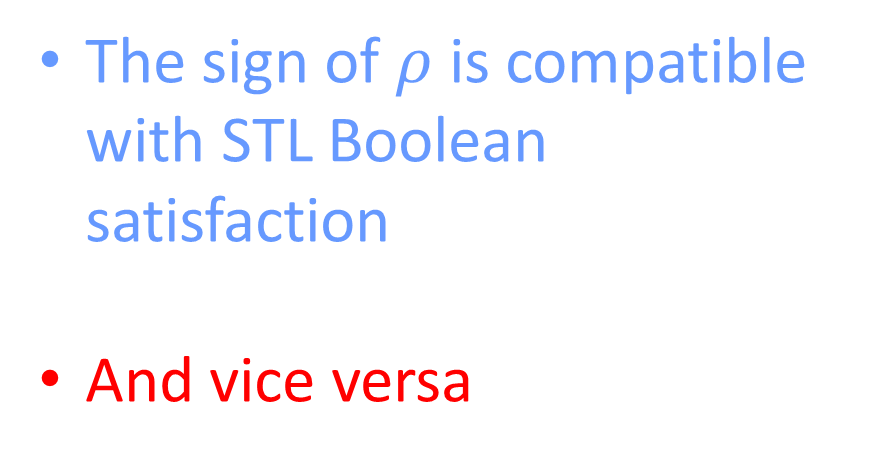 • The sign of 𝜌 is compatible
with STL Boolean
satisfaction
• And vice versa